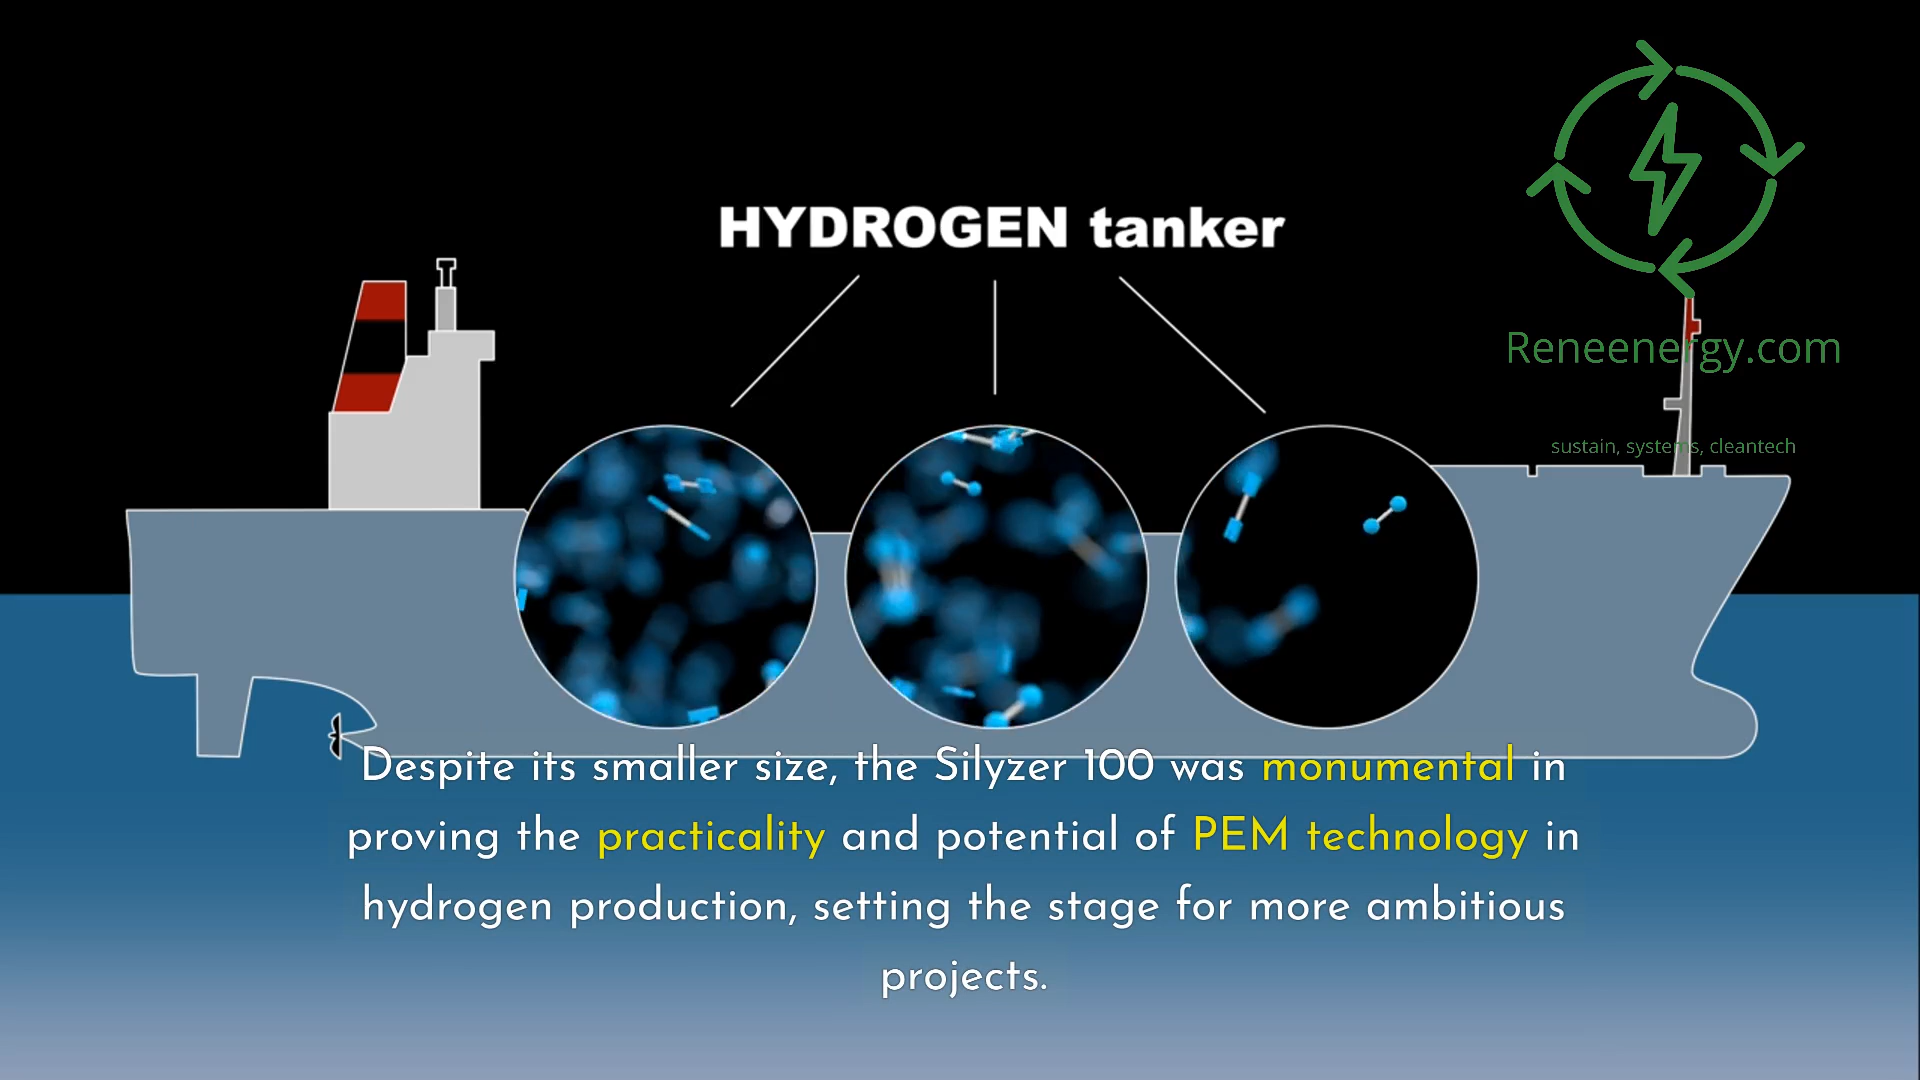 HYDROGEN tanker
Reneenergy.com
sustain, systems, cleantech
Despite its smaller size, the Silyzer 100 was monumental in
proving the practicality and potential of PEM technology in
hydrogen production, setting the stage for more ambitious
projects.